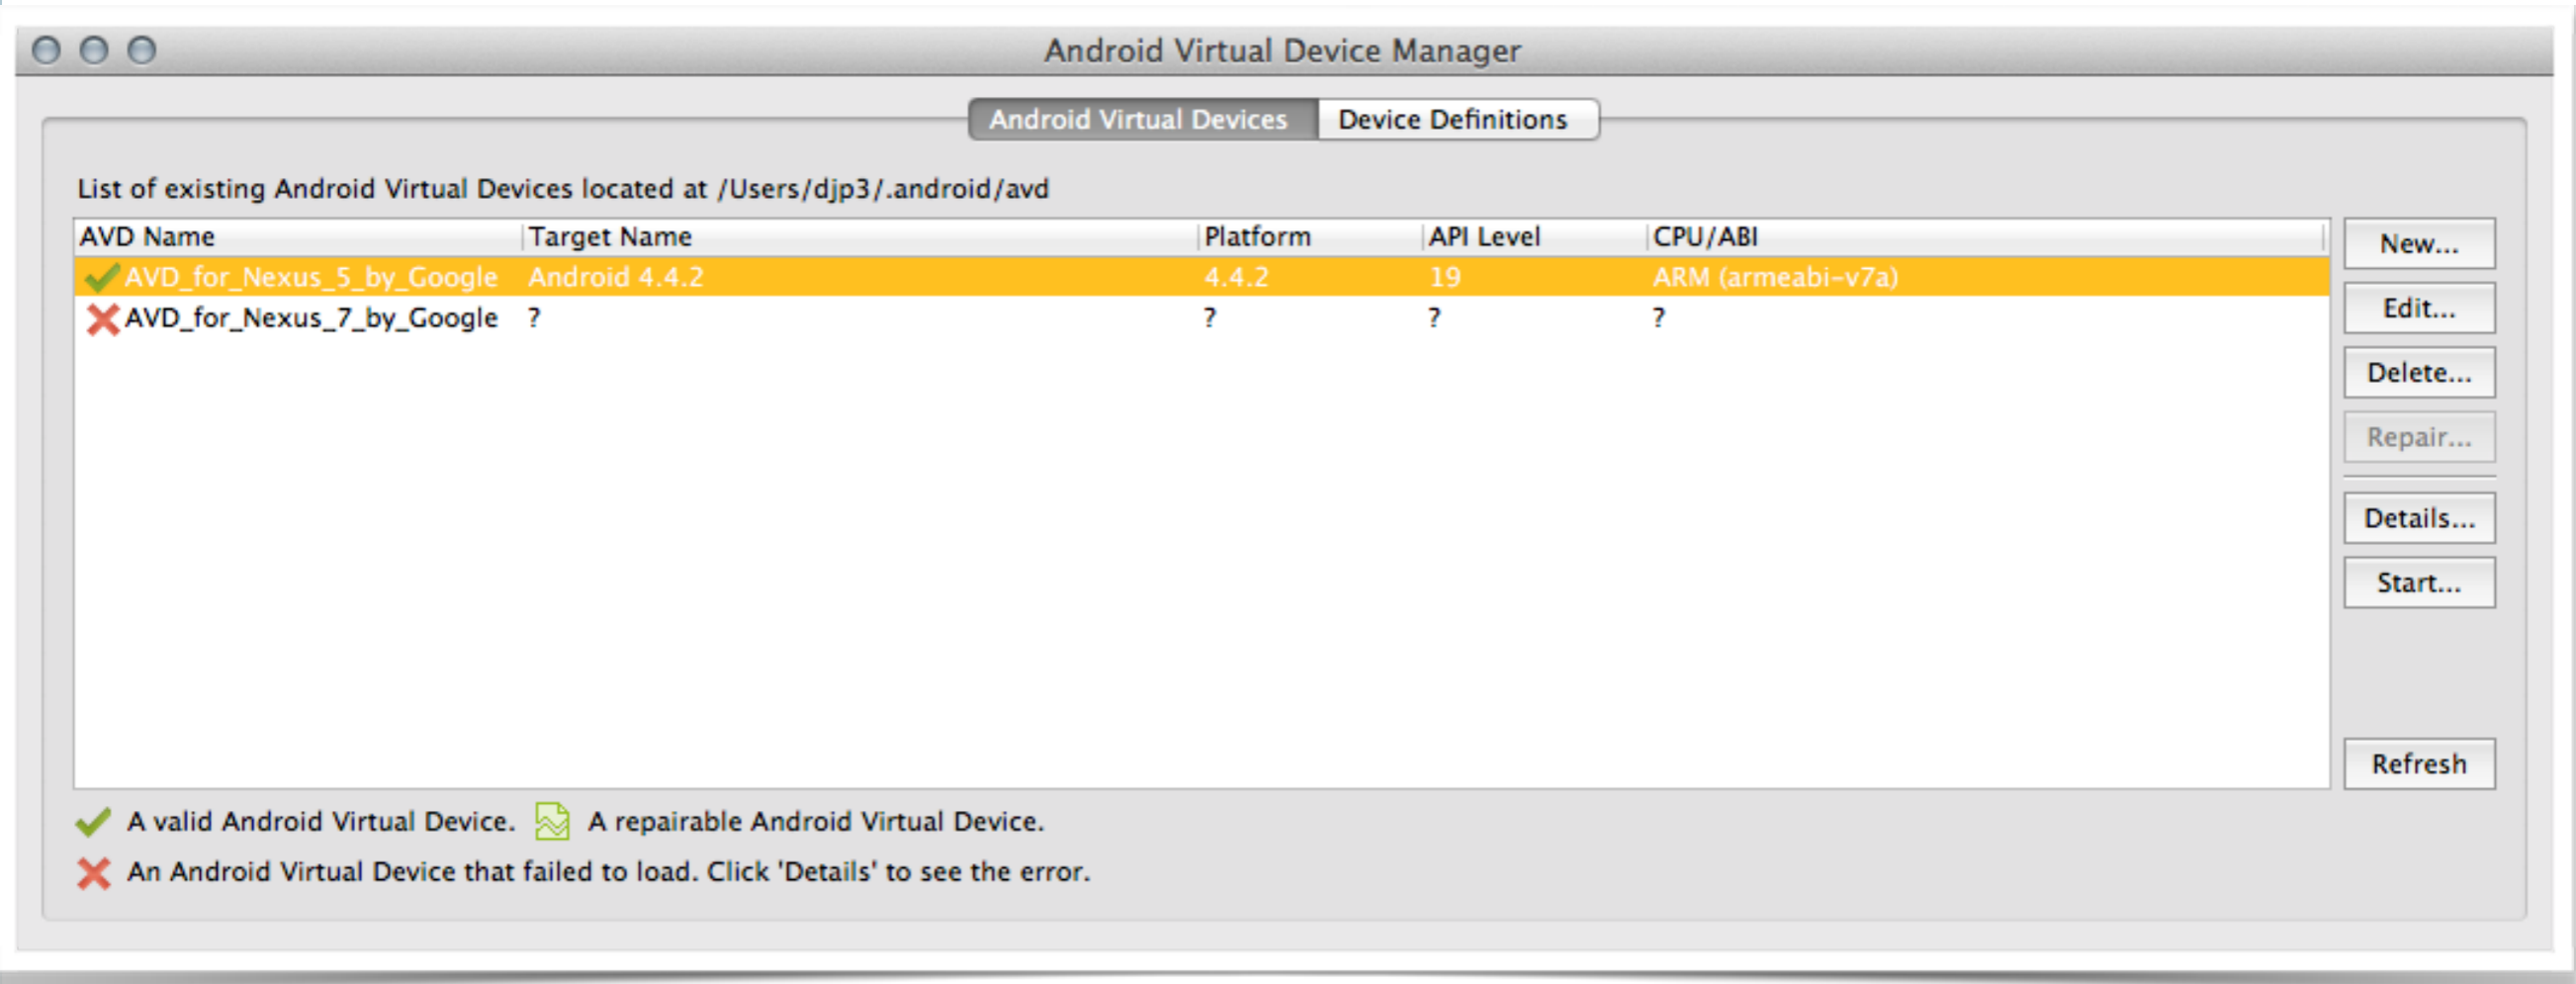 Android Virtual Device Manager
Android Virtual Devices Device Definitions
List of existing Android Virtual Devices located at /Users/djp3/.android/avd
AVD Name Target Name Platform API Level CPU/ABI
AVD_for_Nexus_5_by_Google Android 4.4.2 4.4.2 19 ARM (armeabi-v7a)
AVD_for_Nexus_7_by_Google ? ? ? ?
New...
Edit...
Delete...
Repair...
Details...
Start...
Refresh
A valid Android Virtual Device. A repairable Android Virtual Device.
An Android Virtual Device that failed to load. Click 'Details' to see the error.